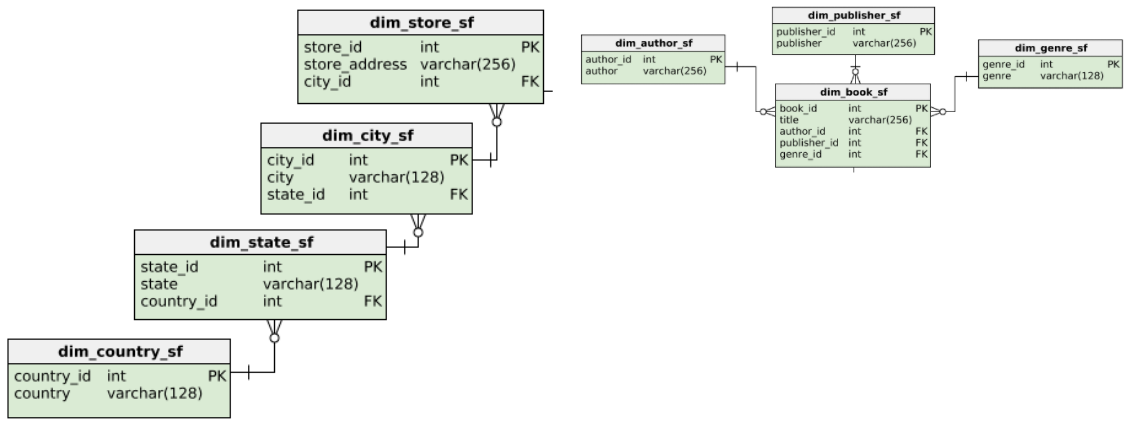 dim_store_sf
store_id int PK
store_address varchar(256)
city_id int FK
dim_city_sf
city_id int PK
city varchar(128)
state_id int FK
dim_state_sf
state_id int PK
state varchar(128)
country_id int FK
dim_country_sf
country_id int PK
country varchar(128)
dim_publisher_sf
publisher_id int PK
publisher varchar(256)
dim_author_sf
author_id int PK
author varchar(256)
dim_genre_sf
genre_id int PK
genre varchar(128)
dim_book_sf
book_id int PK
title varchar(256)
author_id int FK
publisher_id int FK
genre_id int FK